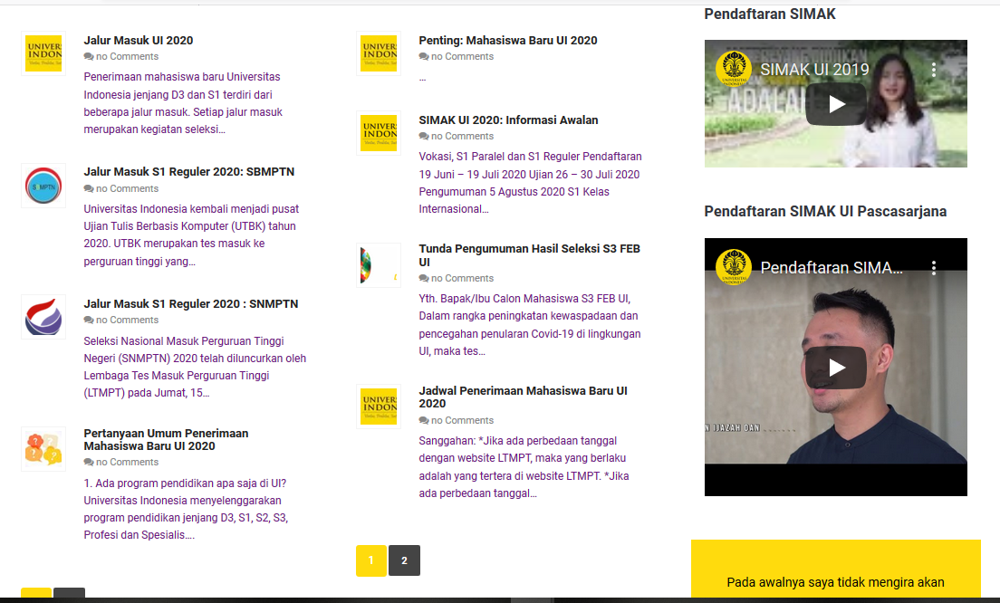 Jalur Masuk UI 2020
no Comments
Penerimaan mahasiswa baru Universitas
Indonesia jenjang D3 dan S1 terdiri dari
beberapa jalur masuk. Setiap jalur masuk
merupakan kegiatan seleksi...
Jalur Masuk S1 Reguler 2020: SBMPTN
no Comments
Universitas Indonesia kembali menjadi pusat
Ujian Tulis Berbasis Komputer (UTBK) tahun
2020. UTBK merupakan tes masuk ke
perguruan tinggi yang...
Jalur Masuk S1 Reguler 2020 : SNMPTN
no Comments
Seleksi Nasional Masuk Perguruan Tinggi
Negeri (SNMPTN) 2020 telah diluncurkan oleh
Lembaga Tes Masuk Perguruan Tinggi
(LTMPT) pada Jumat, 15...
Pertanyaan Umum Penerimaan
Mahasiswa Baru UI 2020
no Comments
1. Ada program pendidikan apa saja di UI?
Universitas Indonesia menyelenggarakan
program pendidikan jenjang D3, S1, S2, S3,
Profesi dan Spesialis....
Penting: Mahasiswa Baru UI 2020
no Comments
...
SIMAK UI 2020: Informasi Awalan
no Comments
Vokasi, S1 Paralel dan S1 Reguler Pendaftaran
19 Juni – 19 Juli 2020 Ujian 26 – 30 Juli 2020
Pengumuman 5 Agustus 2020 S1 Kelas
Internasional...
Tunda Pengumuman Hasil Seleksi S3 FEB
UI
no Comments
Yth. Bapak/Ibu Calon Mahasiswa S3 FEB UI,
Dalam rangka peningkatan kewaspadaan dan
pencegahan penularan Covid-19 di lingkungan
UI, maka tes...
Jadwal Penerimaan Mahasiswa Baru UI
2020
no Comments
Sanggahan: *Jika ada perbedaan tanggal
dengan website LTMPT, maka yang berlaku
adalah yang tertera di website LTMPT. *Jika
ada perbedaan tanggal...
1 2
Pendaftaran SIMAK
SIMAK UI 2019
Pendaftaran SIMAK UI Pascasarjana
Pendaftaran SIMA...
N IJAZAH DAN
Pada awalnya saya tidak mengira akan